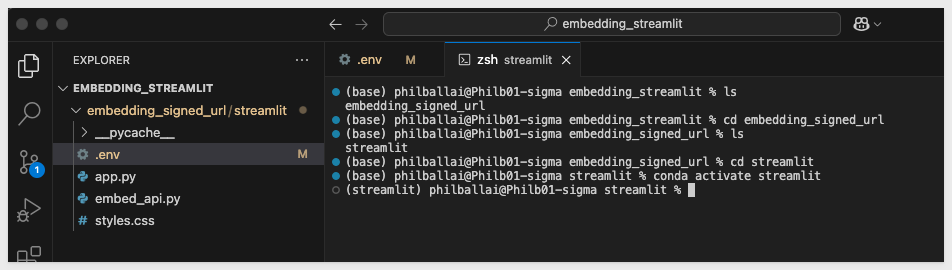 embedding_streamlit
EXPLORER
EMBEDDING_STREAMLIT
embedding_signed_url/streamlit
__pycache__
.env M
app.py
embed_api.py
# styles.css
1
.env M
zsh streamlit
(base) philballai@Philb01-sigma embedding_streamlit % ls
embedding_signed_url
(base) philballai@Philb01-sigma embedding_streamlit % cd embedding_signed_url
(base) philballai@Philb01-sigma embedding_signed_url % ls
streamlit
(base) philballai@Philb01-sigma embedding_signed_url % cd streamlit
(base) philballai@Philb01-sigma streamlit % conda activate streamlit
(streamlit) philballai@Philb01-sigma streamlit %